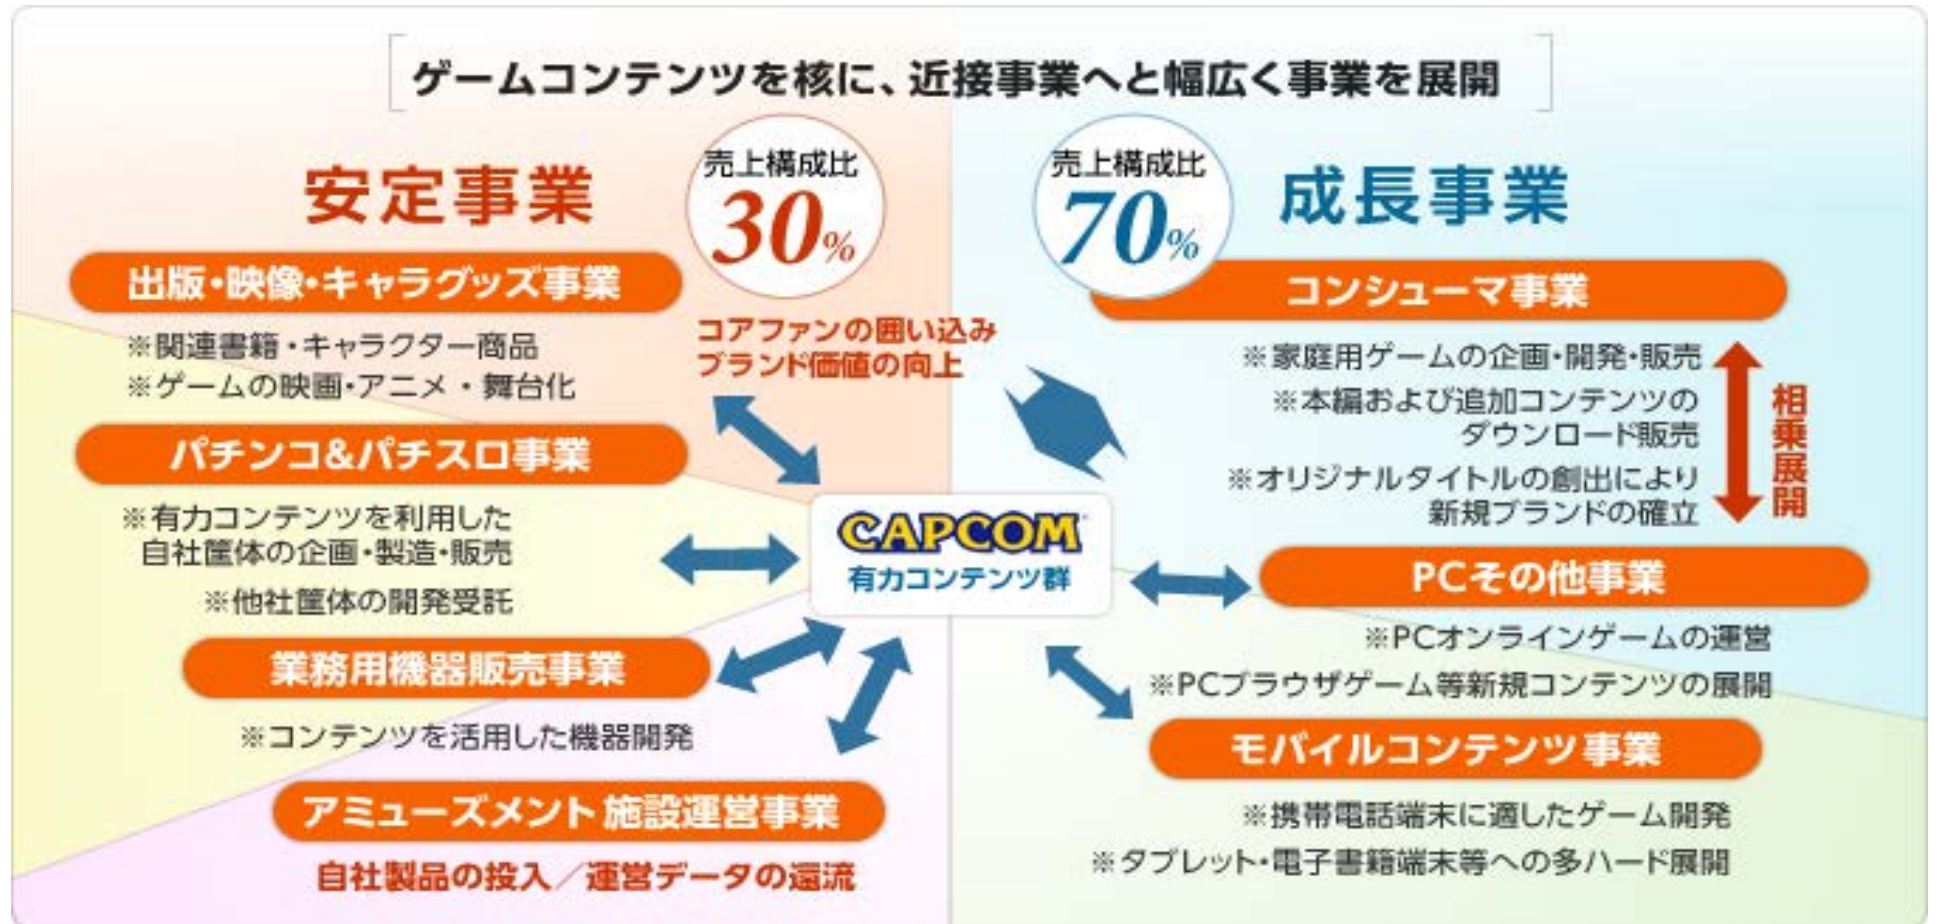 ゲームコンテンツを核に、近接事業へと幅広く事業を展開
安定事業
売上構成比
30%
出版・映像・キャラグッズ事業
※関連書籍・キャラクター商品
※ゲームの映画・アニメ・舞台化
コアファンの囲い込み
ブランド価値の向上
パチンコ&パチスロ事業
※有力コンテンツを利用した
自社筐体の企画・製造・販売
※他社筐体の開発受託
業務用機器販売事業
※コンテンツを活用した機器開発
アミューズメント施設運営事業
自社製品の投入／運営データの還流
CAPCOM
有力コンテンツ群
売上構成比
70%
成長事業
コンシューマ事業
※家庭用ゲームの企画・開発・販売
※本編および追加コンテンツの
ダウンロード販売
※オリジナルタイトルの創出により
新規ブランドの確立
相乗展開
PCその他事業
※PCオンラインゲームの運営
※PCブラウザゲーム等新規コンテンツの展開
モバイルコンテンツ事業
※携帯電話端末に適したゲーム開発
※タブレット・電子書籍端末等への多ハード展開